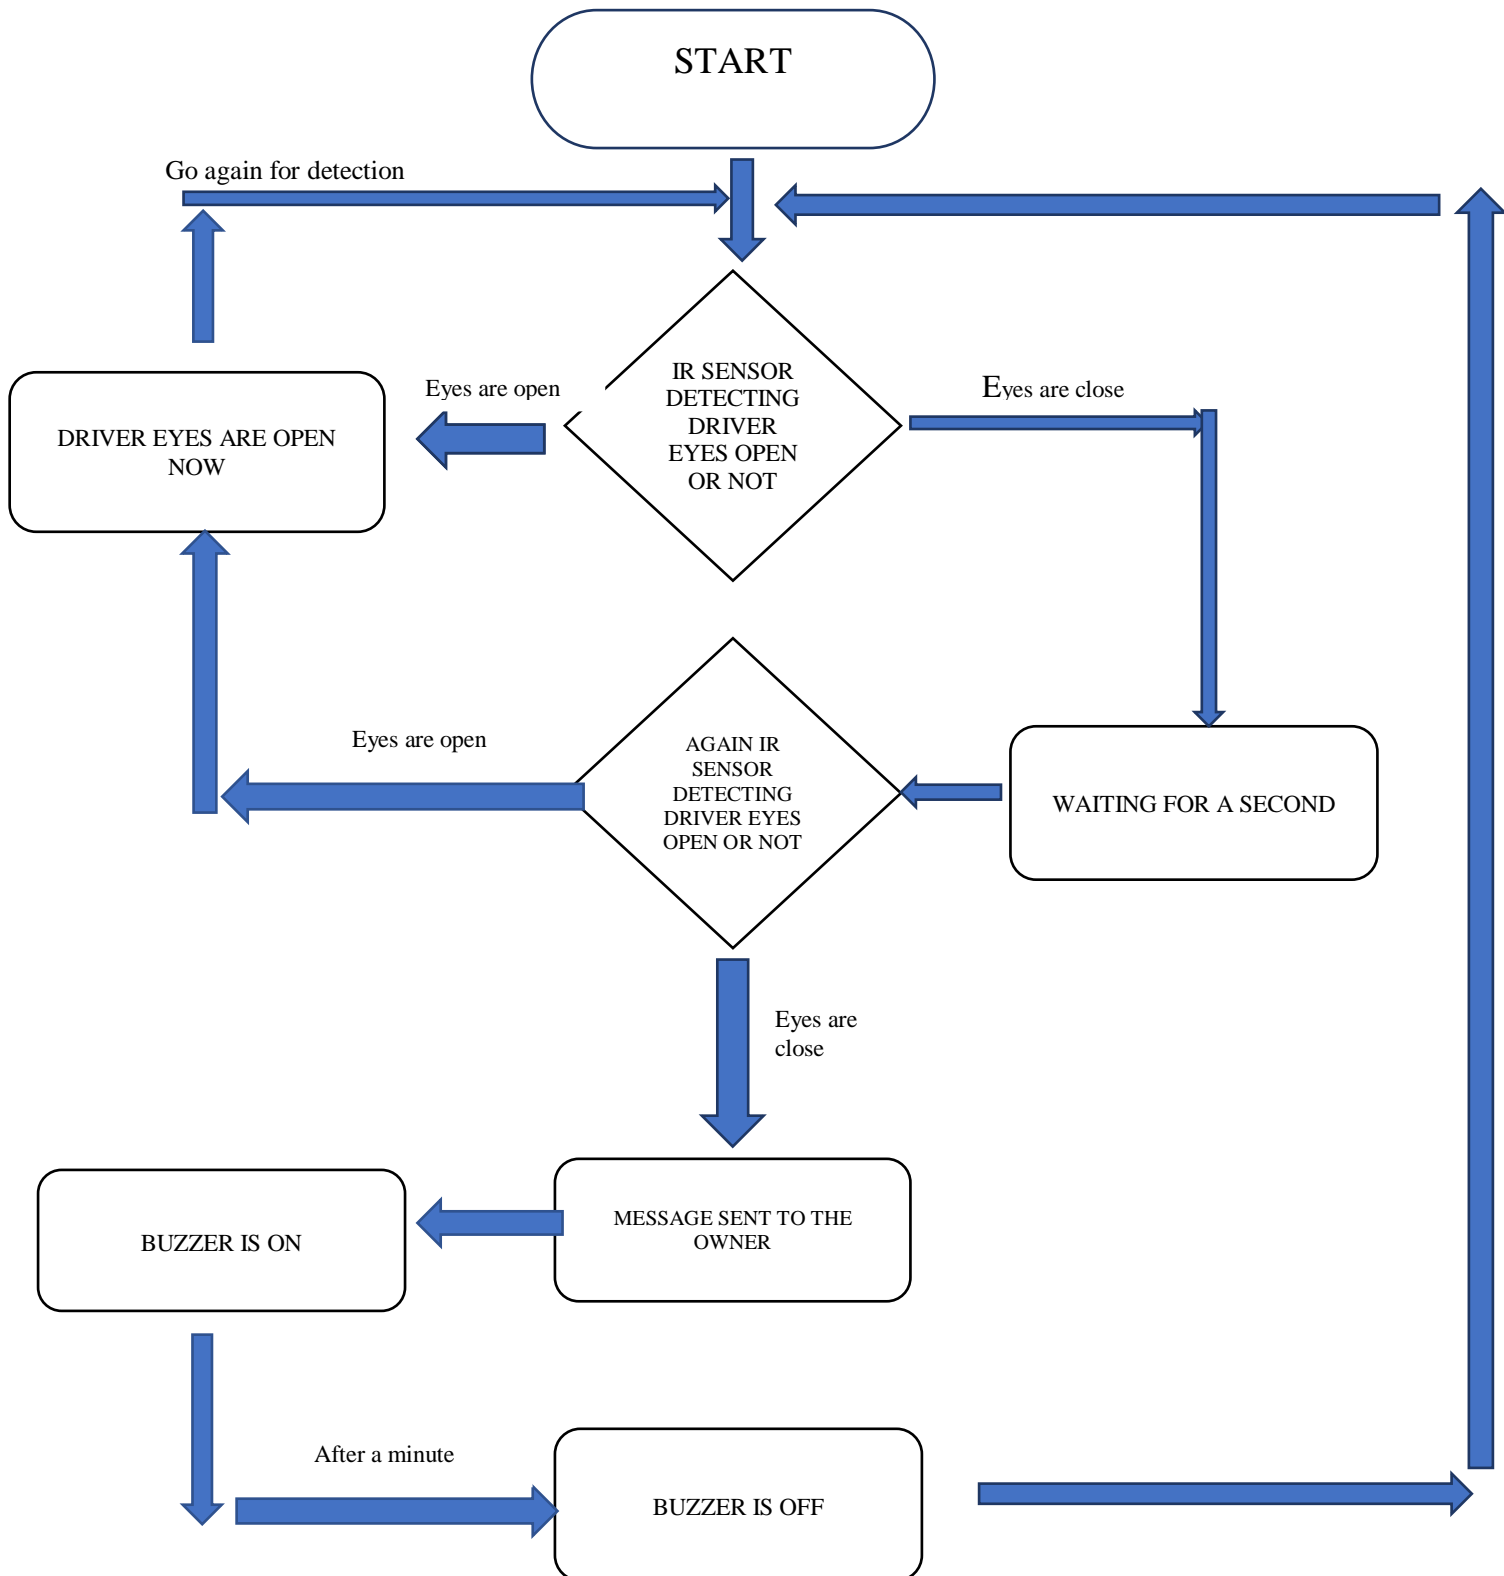 START
Go again for detection
IR SENSOR
DETECTING
DRIVER
EYES OPEN
OR NOT
Eyes are open
Eyes are close
DRIVER EYES ARE OPEN
NOW
Eyes are open
AGAIN IR
SENSOR
DETECTING
DRIVER EYES
OPEN OR NOT
WAITING FOR A SECOND
Eyes are
close
MESSAGE SENT TO THE
OWNER
BUZZER IS ON
After a minute
BUZZER IS OFF